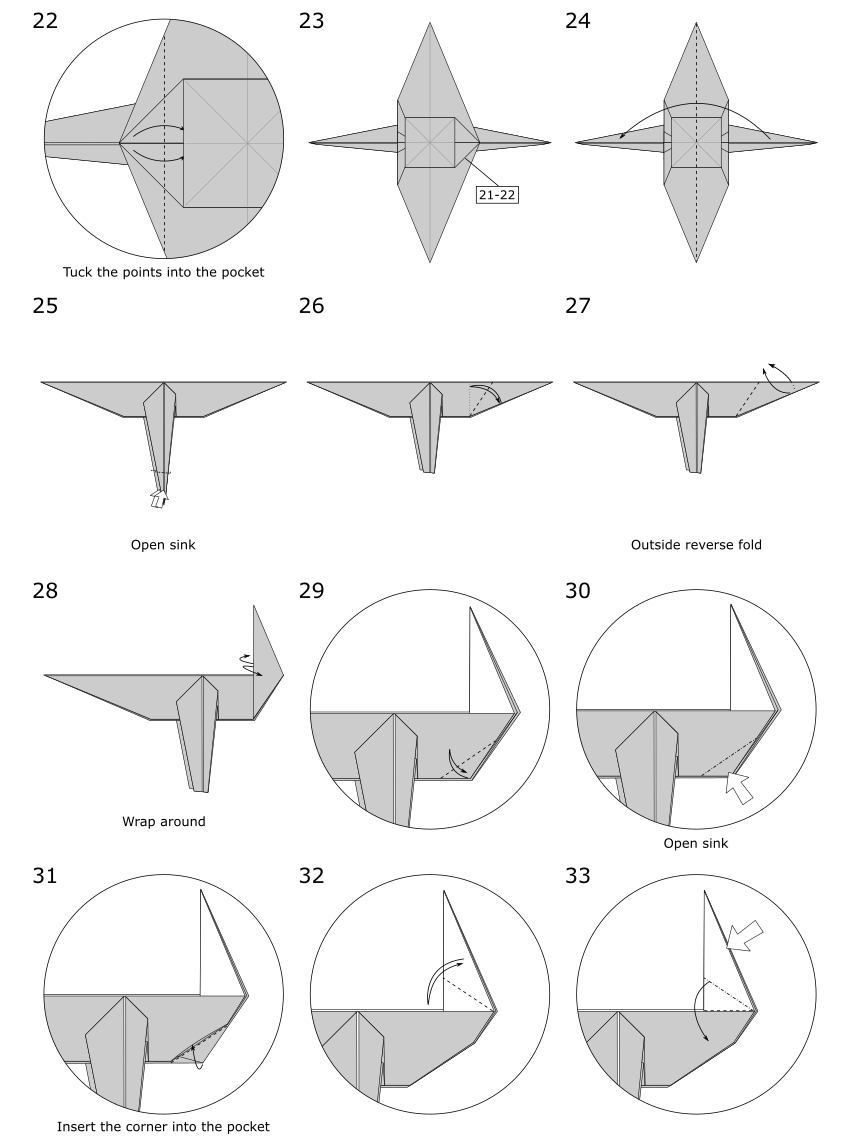 22
23
24
21-22
Tuck the points into the pocket
25
26
27
Open sink
Outside reverse fold
28
29
30
Wrap around
Open sink
31
32
33
Insert the corner into the pocket